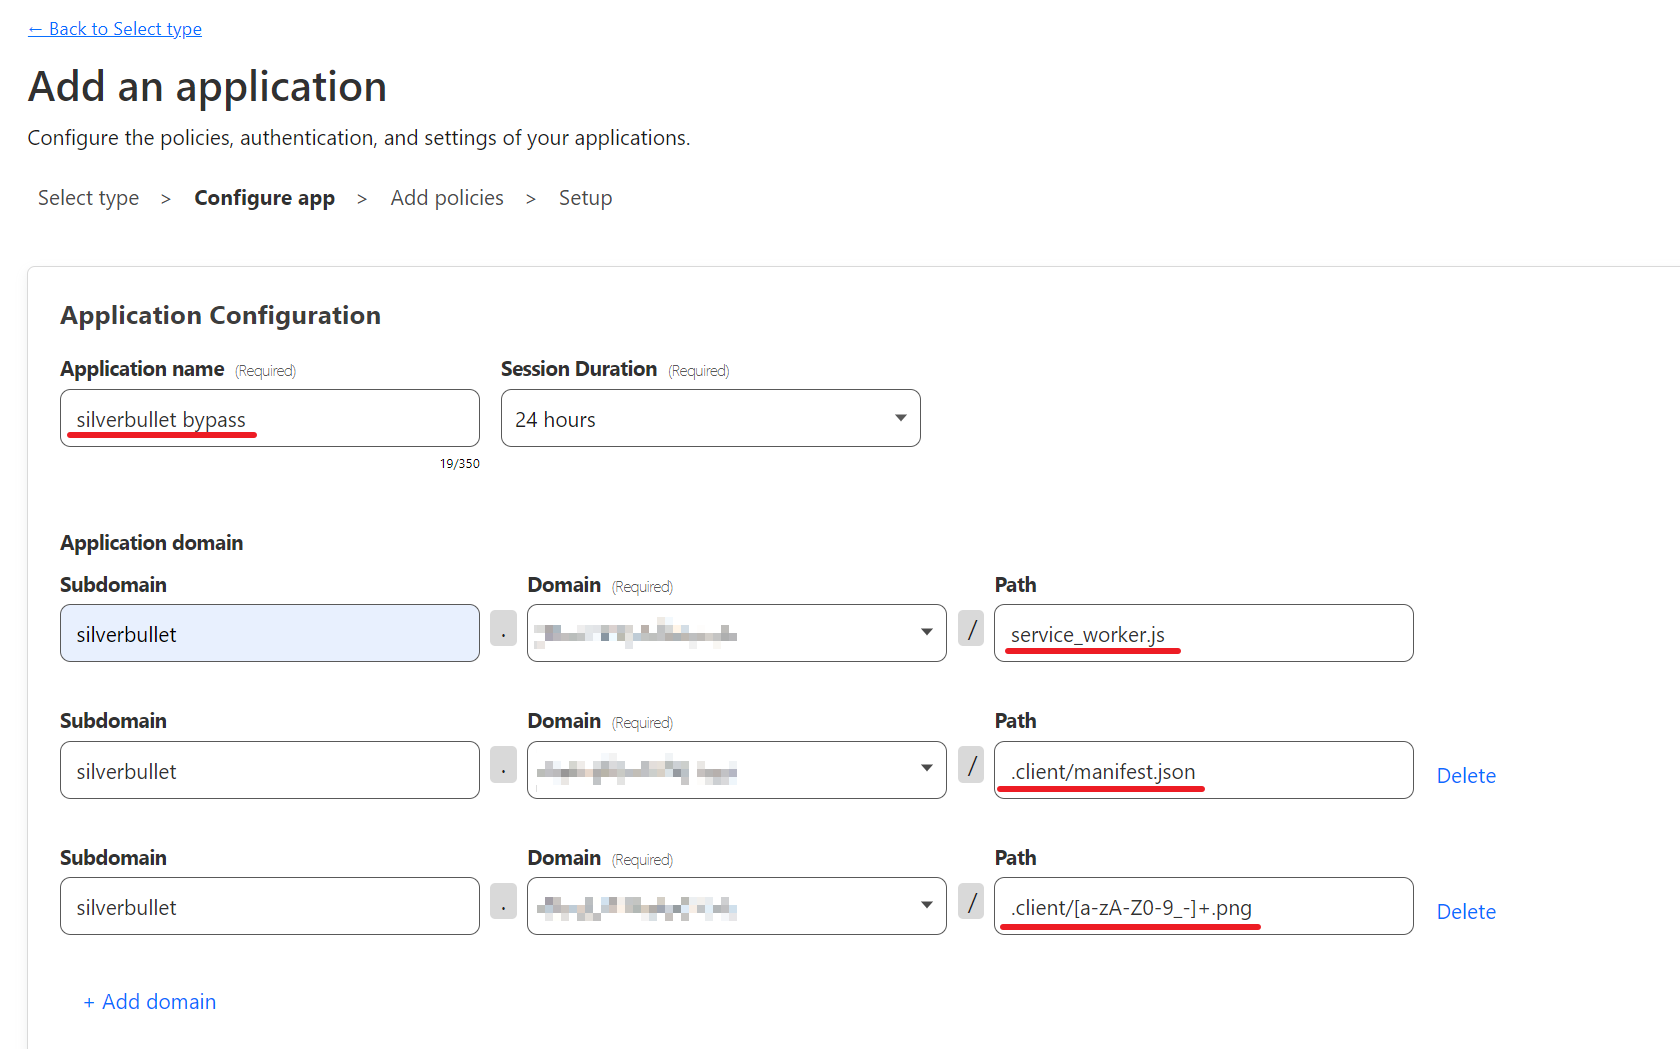 ← Back to Select type
Add an application
Configure the policies, authentication, and settings of your applications.
Select type > Configure app > Add policies > Setup
Application Configuration
Application name (Required) Session Duration (Required)
silverbullet bypass 24 hours
19/350
Application domain
Subdomain Domain (Required) Path
silverbullet . / service_worker.js
Subdomain Domain (Required) Path
silverbullet . / .client/manifest.json Delete
Subdomain Domain (Required) Path
silverbullet . / .client/[a-zA-Z0-9_-]+.png Delete
+ Add domain